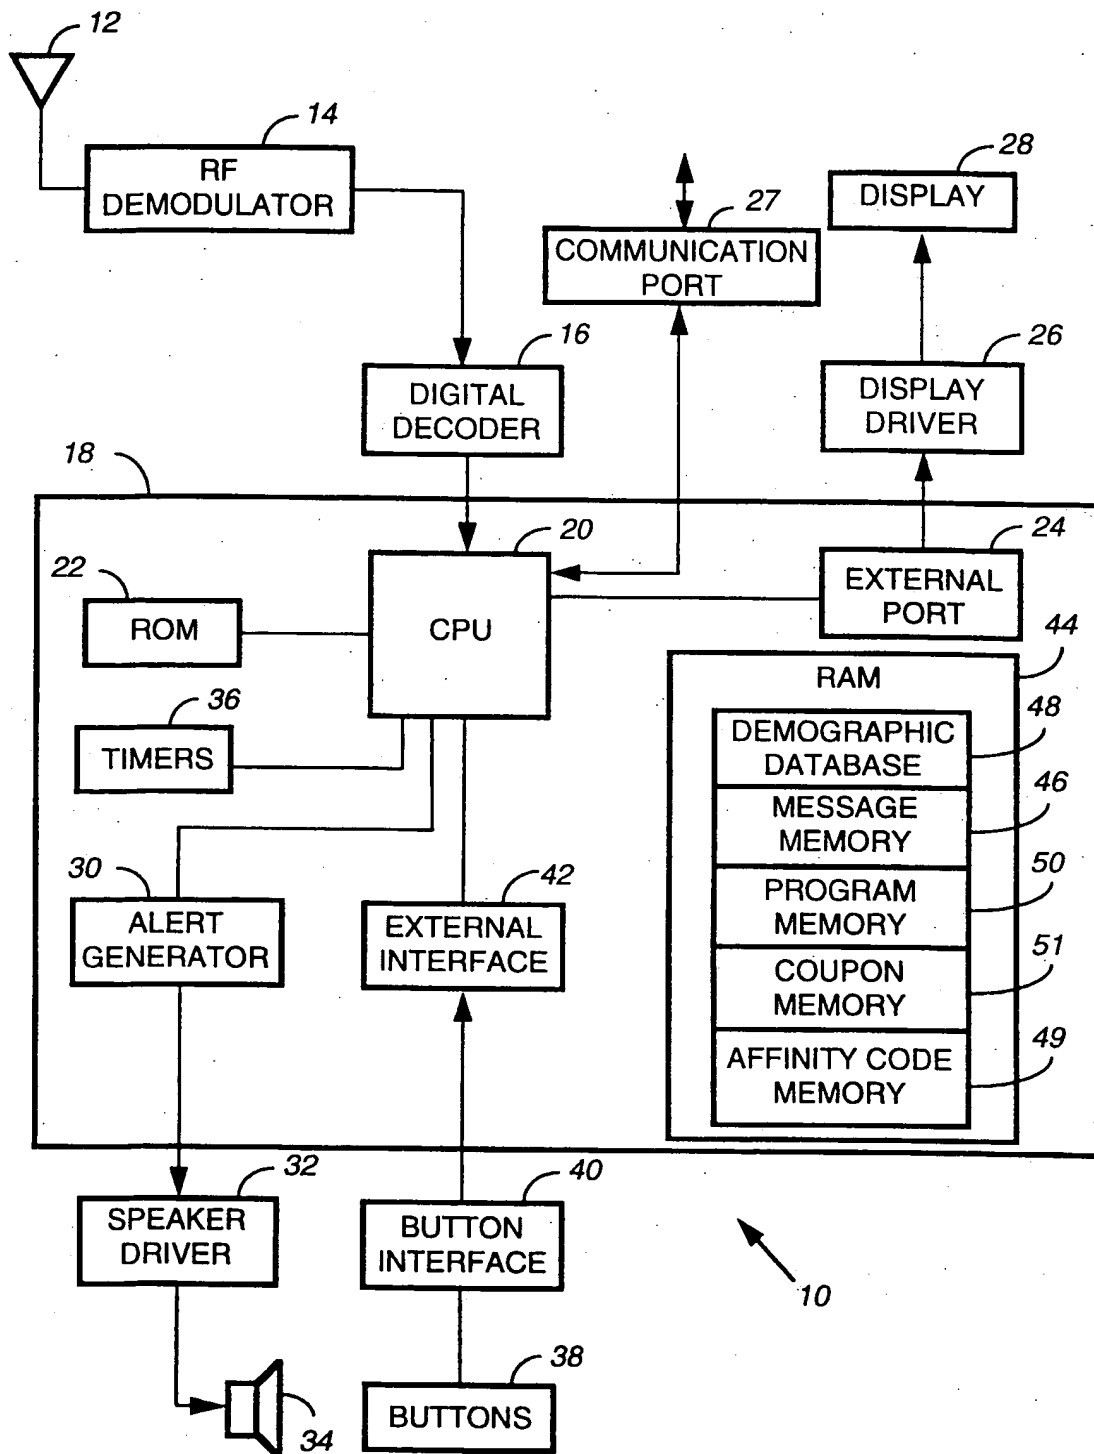 12
14
RF
DEMODULATOR
28
DISPLAY
27
COMMUNICATION
PORT
16
DIGITAL
DECODER
26
DISPLAY
DRIVER
18
20
CPU
24
EXTERNAL
PORT
22
ROM
44
RAM
36
TIMERS
48
DEMOGRAPHIC
DATABASE
46
MESSAGE
MEMORY
30
ALERT
GENERATOR
42
EXTERNAL
INTERFACE
50
PROGRAM
MEMORY
51
COUPON
MEMORY
49
AFFINITY CODE
MEMORY
32
SPEAKER
DRIVER
40
BUTTON
INTERFACE
10
34
38
BUTTONS